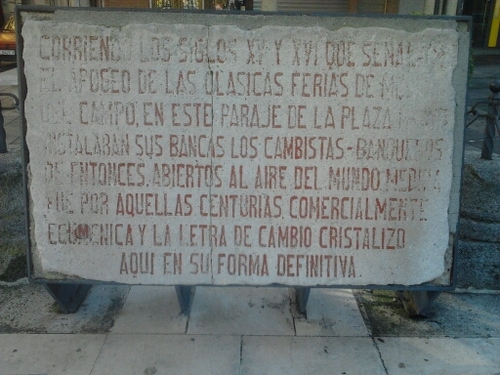 CORRIENDO LOS SIGLOS XV Y XVI QUE SEÑALAN
EL APOGEO DE LAS CLASICAS FERIAS DE
DEL CAMPO, EN ESTE PARAJE DE LA PLAZA
INSTALABAN SUS BANCAS LOS CAMBISTAS-BANQUEROS
DE ENTONCES, ABIERTOS AL AIRE DEL MUNDO. MEDINA
FUE POR AQUELLAS CENTURIAS, COMERCIALMENTE
ECUMENICA Y LA LETRA DE CAMBIO CRISTALIZO
AQUI EN SU FORMA DEFINITIVA.